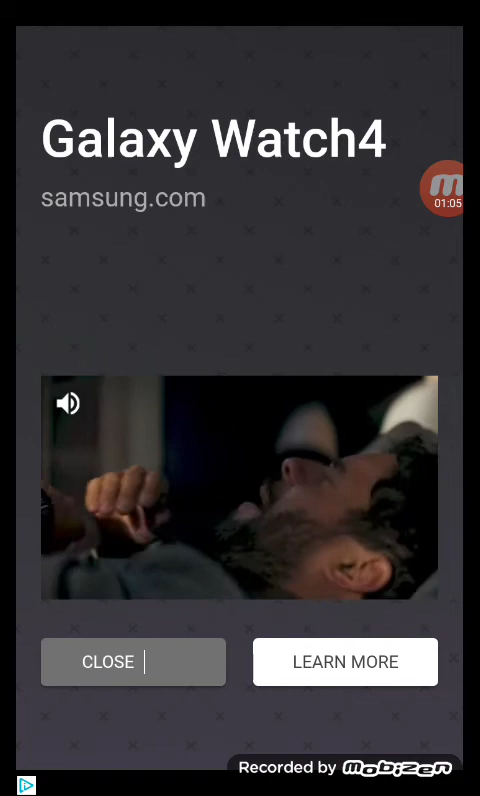 Galaxy Watch4
samsung.com
01:05
CLOSE
LEARN MORE
Recorded by mobizen